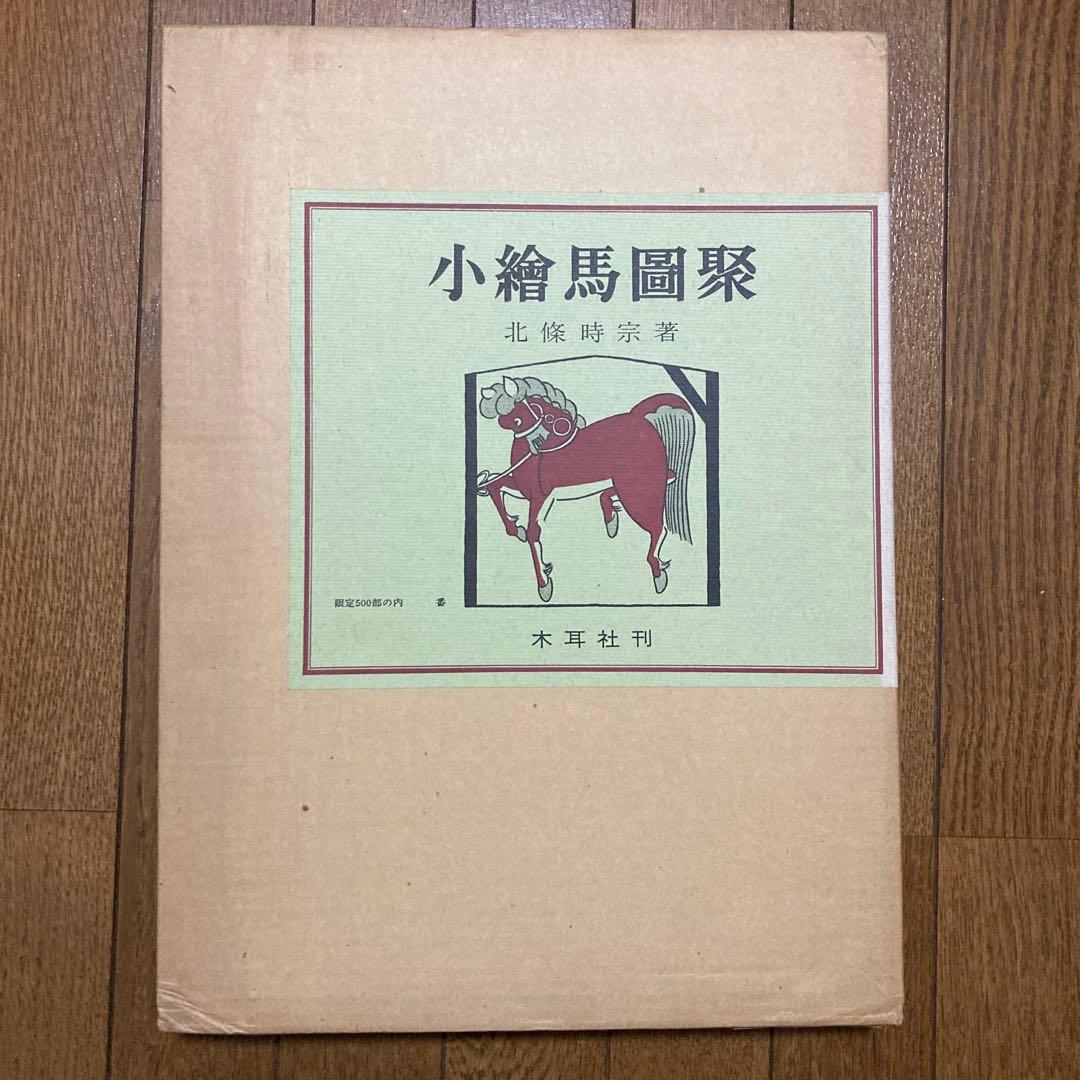 小繪馬圖聚
北條時宗著
限定500部の内　番
木耳社刊